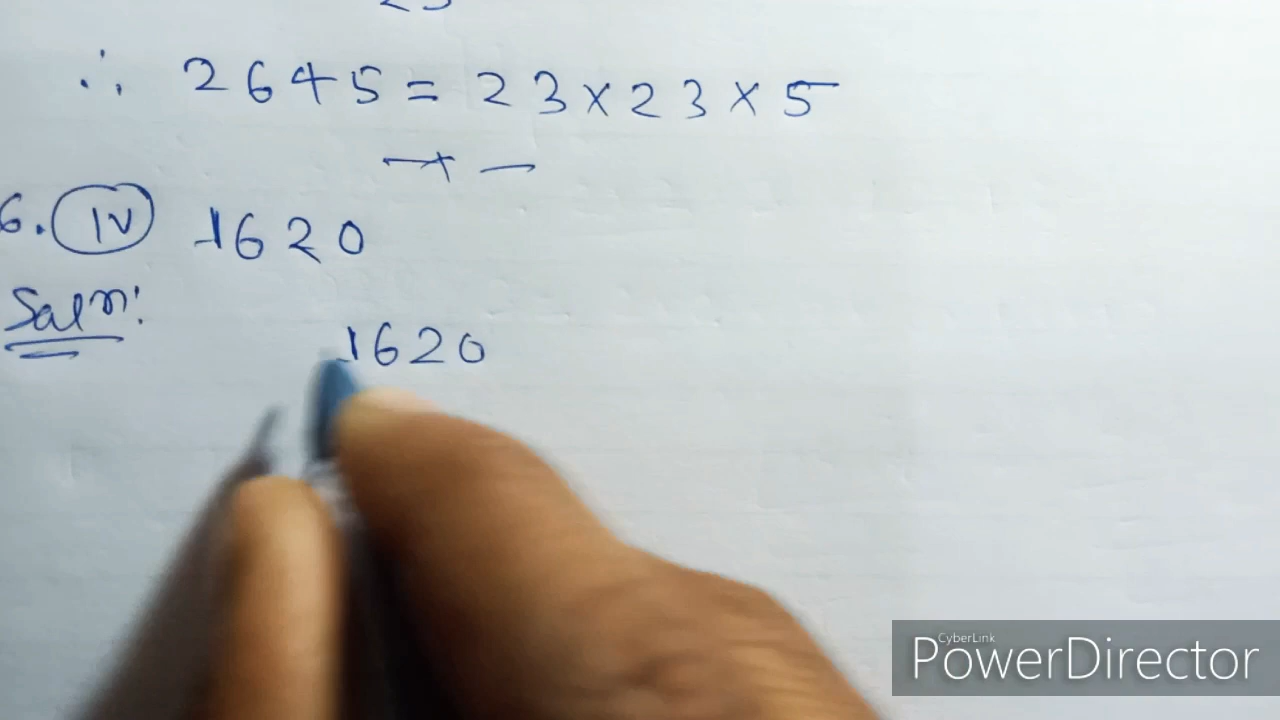 ∴ 2645 = 23×23×5
6. (iv) 1620
Soln:
1620
CyberLink
PowerDirector